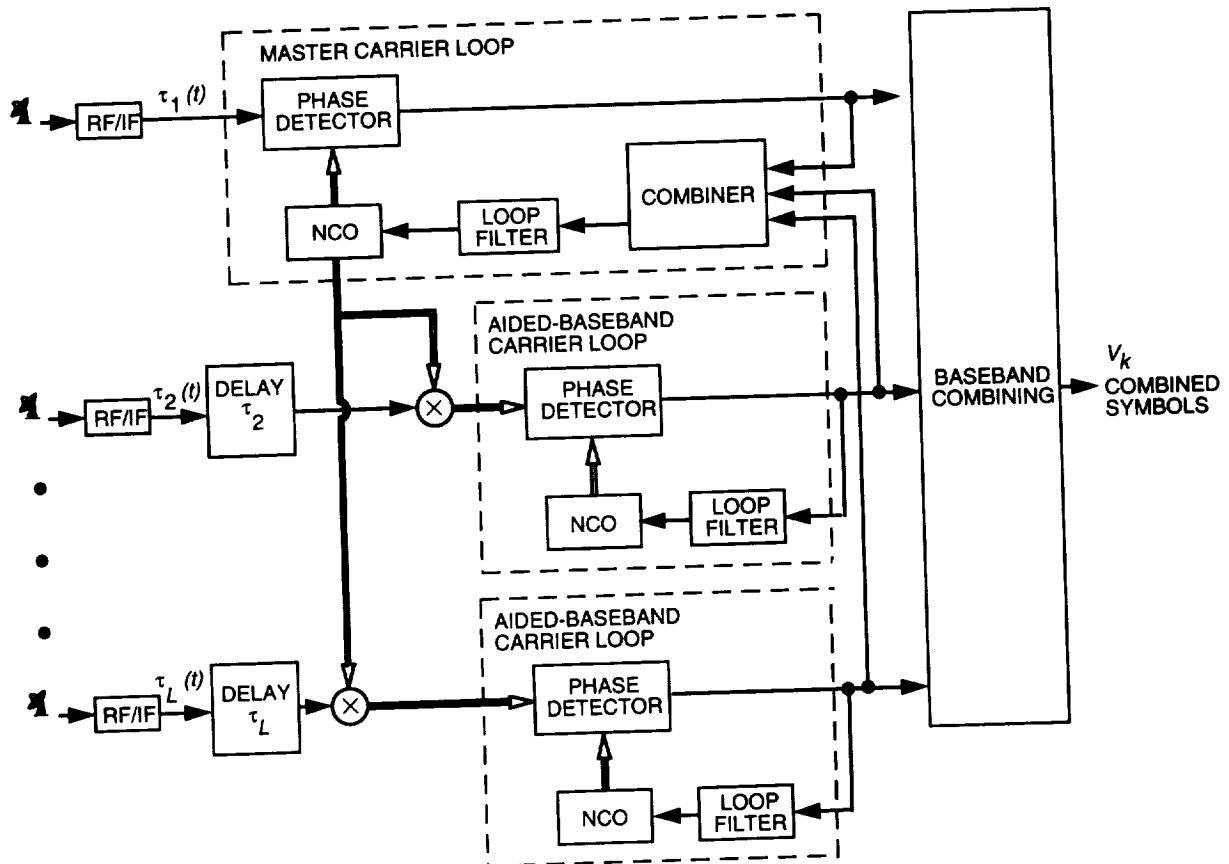 MASTER CARRIER LOOP
RF/IF
τ1 (t)
PHASE
DETECTOR
NCO
LOOP
FILTER
COMBINER
AIDED-BASEBAND
CARRIER LOOP
RF/IF
τ2 (t)
DELAY
τ2
×
PHASE
DETECTOR
NCO
LOOP
FILTER
BASEBAND
COMBINING
Vk
COMBINED
SYMBOLS
AIDED-BASEBAND
CARRIER LOOP
RF/IF
τL (t)
DELAY
τL
×
PHASE
DETECTOR
NCO
LOOP
FILTER